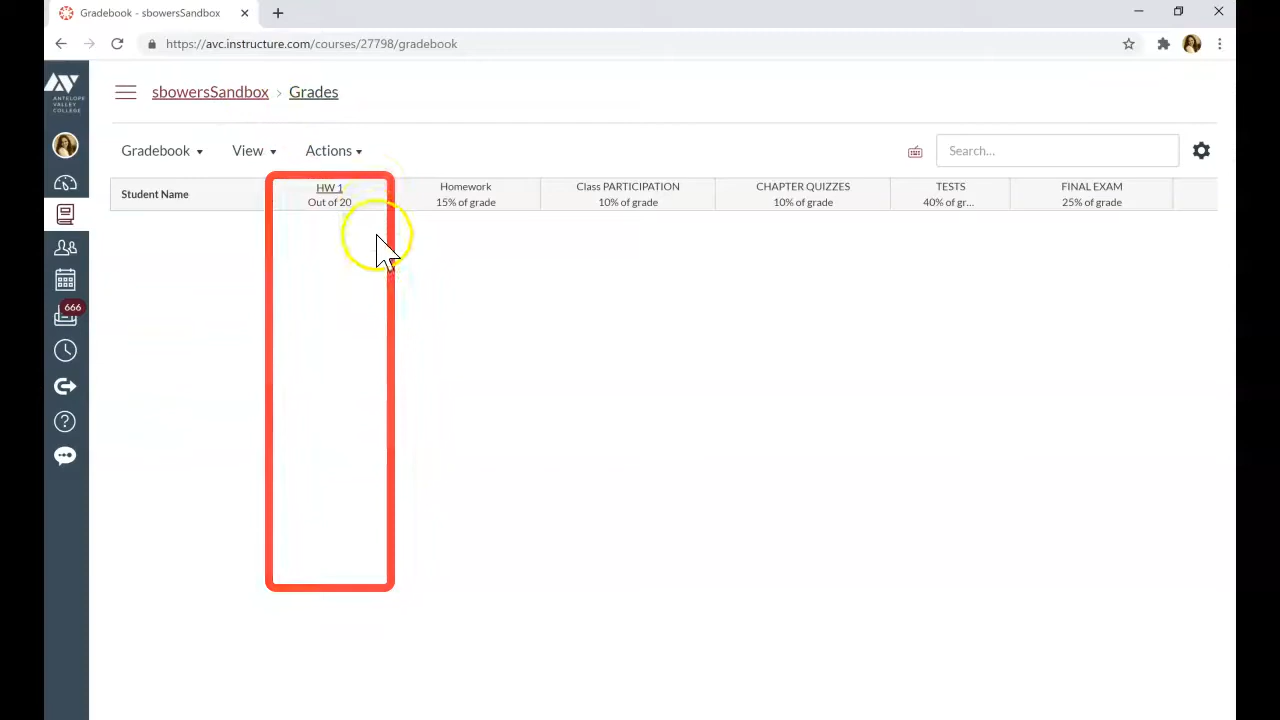 Gradebook - sbowersSandbox
https://avc.instructure.com/courses/27798/gradebook
ANTELOPE
VALLEY
COLLEGE
sbowersSandbox > Grades
Gradebook View Actions Search...
Student Name
HW 1
Out of 20
Homework
15% of grade
Class PARTICIPATION
10% of grade
CHAPTER QUIZZES
10% of grade
TESTS
40% of gr...
FINAL EXAM
25% of grade
666